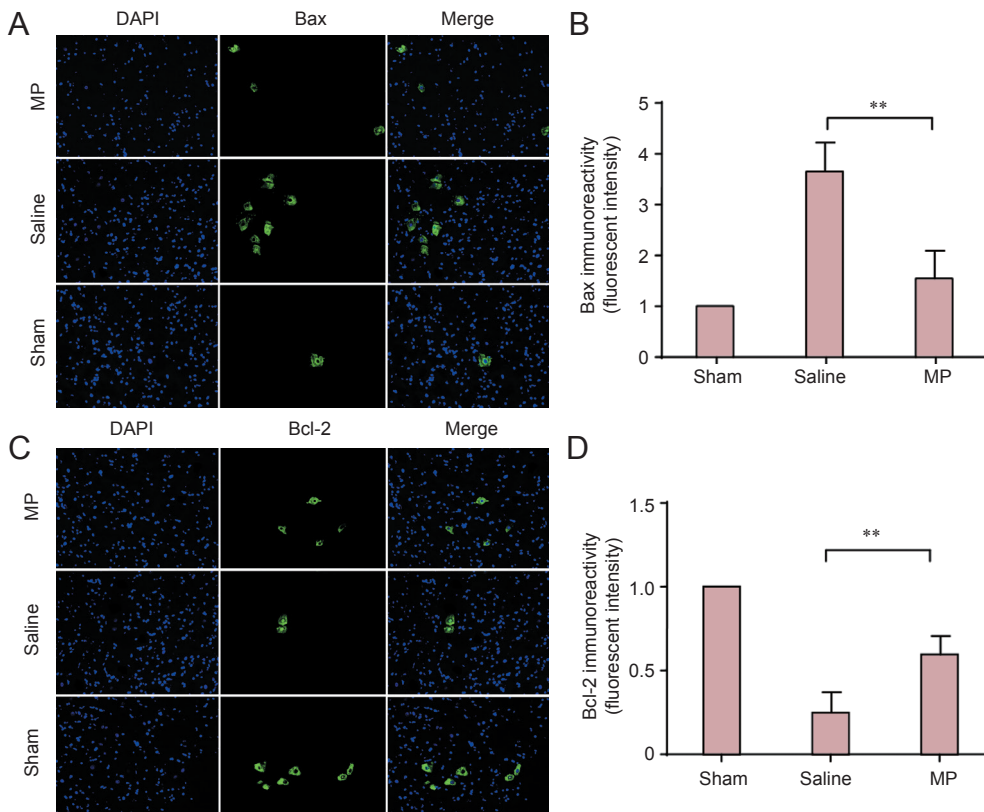 A
DAPI Bax Merge
MP
Saline
Sham
B
Bax immunoreactivity
(fluorescent intensity)
5
4
3
2
1
0
**
Sham Saline MP
C
DAPI Bcl-2 Merge
MP
Saline
Sham
D
Bcl-2 immunoreactivity
(fluorescent intensity)
1.5
1.0
0.5
0
**
Sham Saline MP